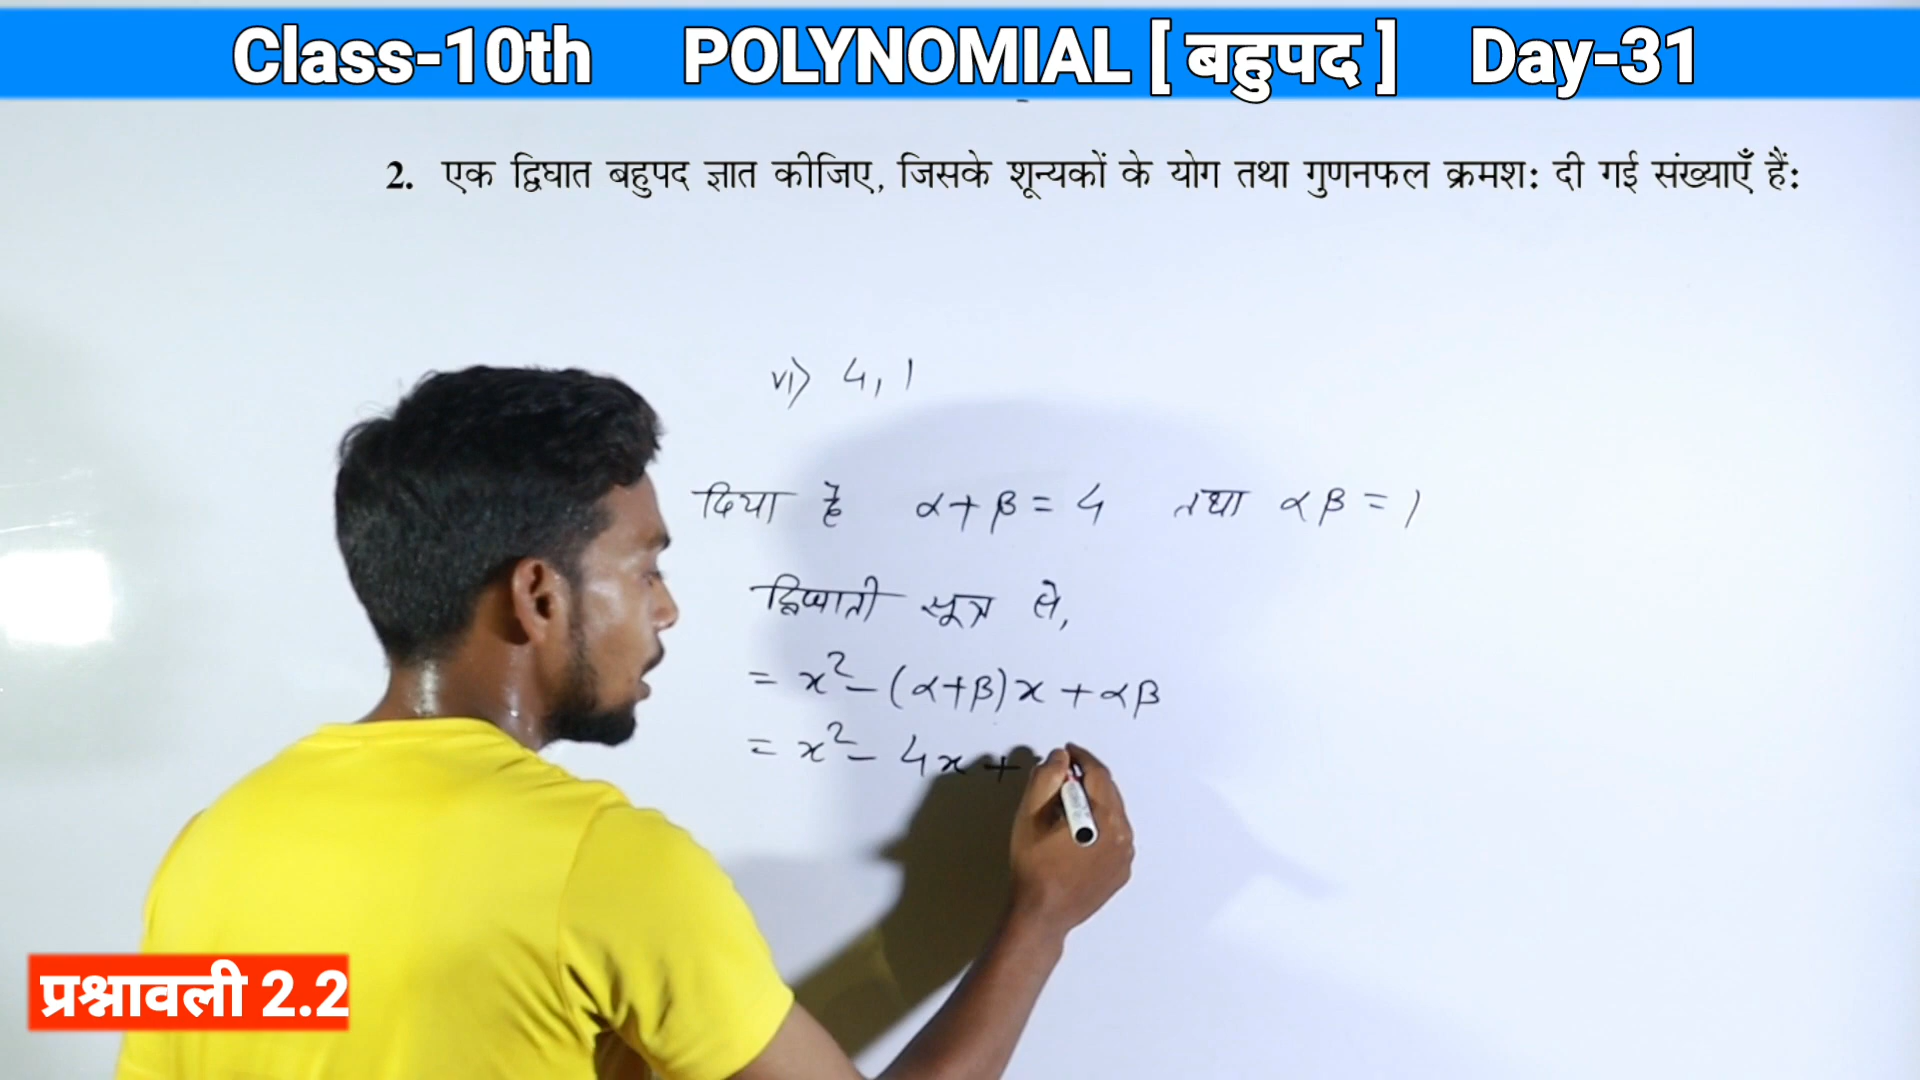 Class-10th POLYNOMIAL [ बहुपद ] Day-31
2. एक द्विघात बहुपद ज्ञात कीजिए, जिसके शून्यकों के योग तथा गुणनफल क्रमश: दी गई संख्याएँ हैं:
vi) 4, 1
दिया है α+β = 4 तथा αβ = 1
द्विघाती सूत्र से,
= x² - (α+β)x + αβ
= x² - 4x +
प्रश्नावली 2.2